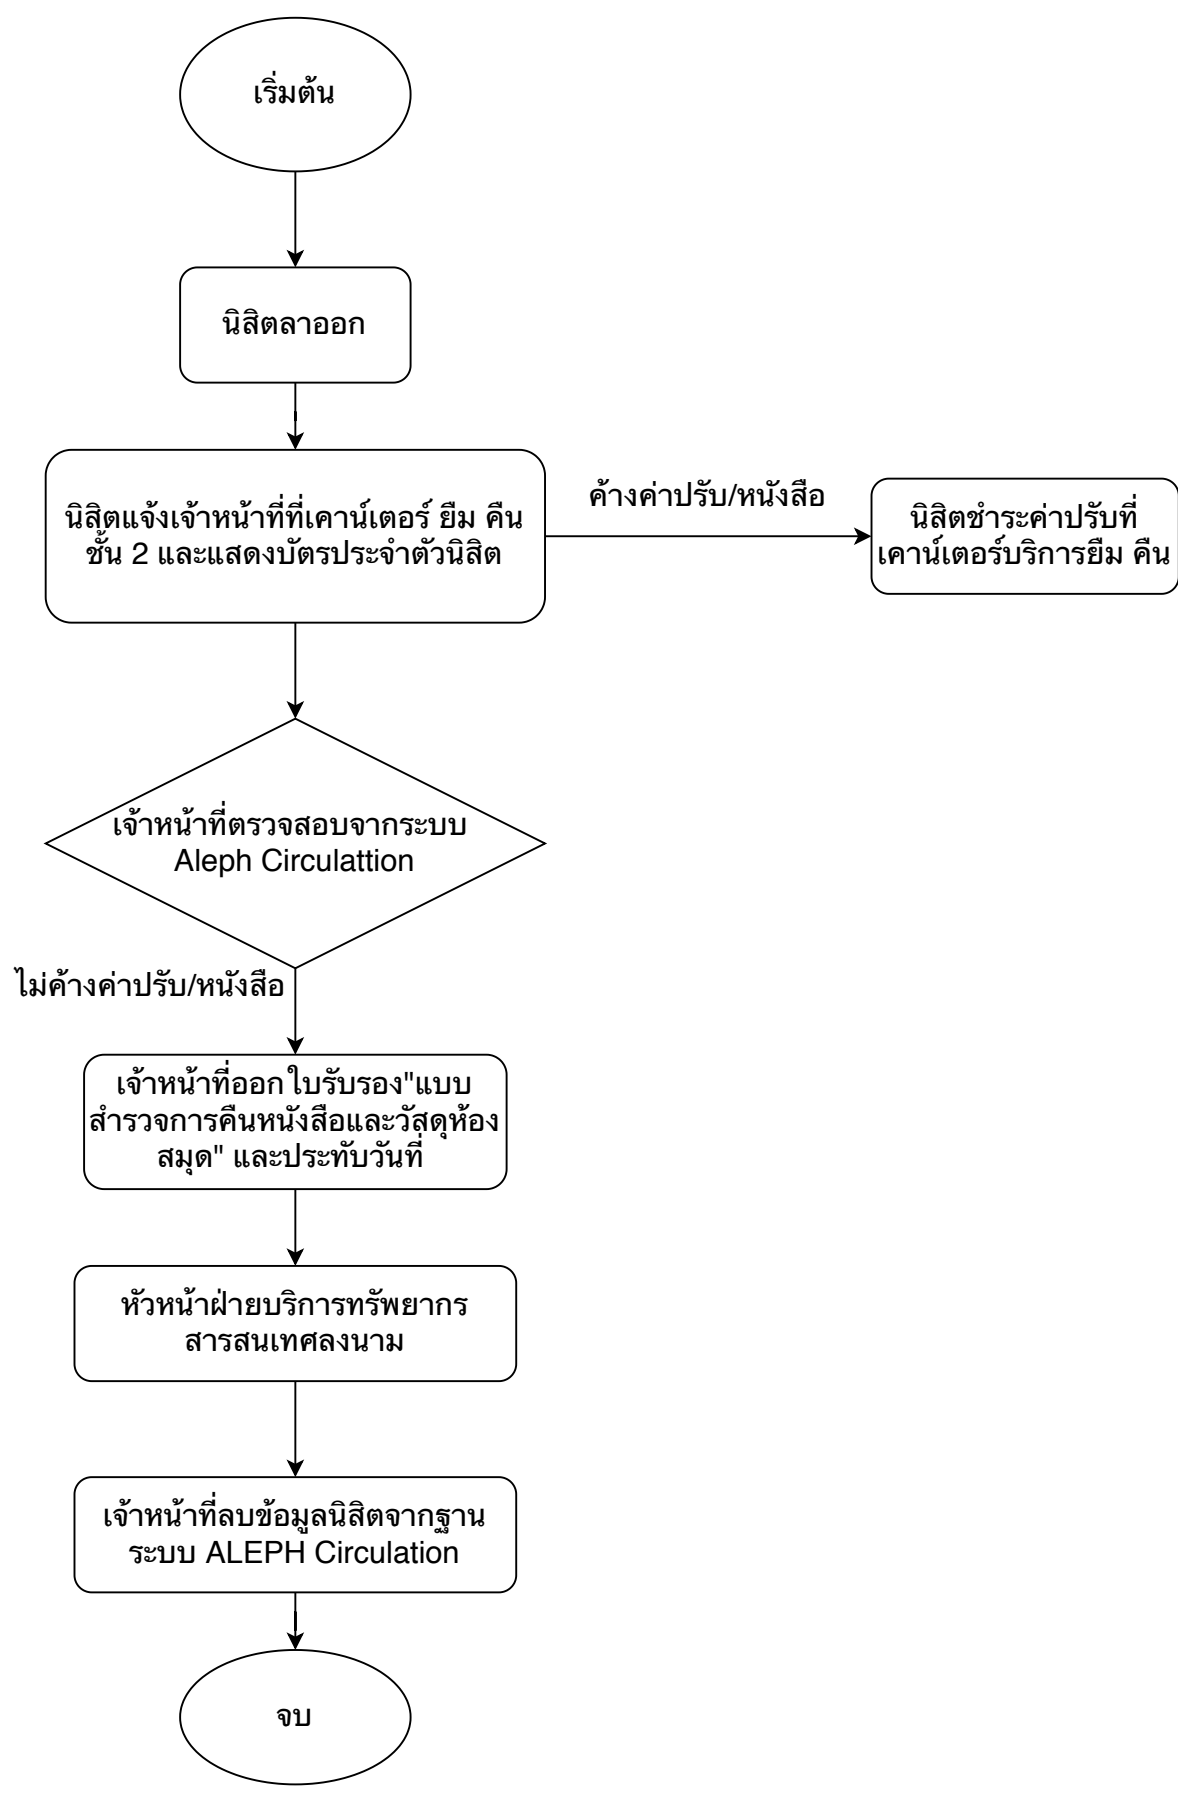 เริ่มต้น
นิสิตลาออก
นิสิตแจ้งเจ้าหน้าที่ที่เคาน์เตอร์ ยืม คืน
ชั้น 2 และแสดงบัตรประจำตัวนิสิต
ค้างค่าปรับ/หนังสือ
นิสิตชำระค่าปรับที่
เคาน์เตอร์บริการยืม คืน
เจ้าหน้าที่ตรวจสอบจากระบบ
Aleph Circulattion
ไม่ค้างค่าปรับ/หนังสือ
เจ้าหน้าที่ออกใบรับรอง"แบบ
สำรวจการคืนหนังสือและวัสดุห้อง
สมุด" และประทับวันที่
หัวหน้าฝ่ายบริการทรัพยากร
สารสนเทศลงนาม
เจ้าหน้าที่ลบข้อมูลนิสิตจากฐาน
ระบบ ALEPH Circulation
จบ